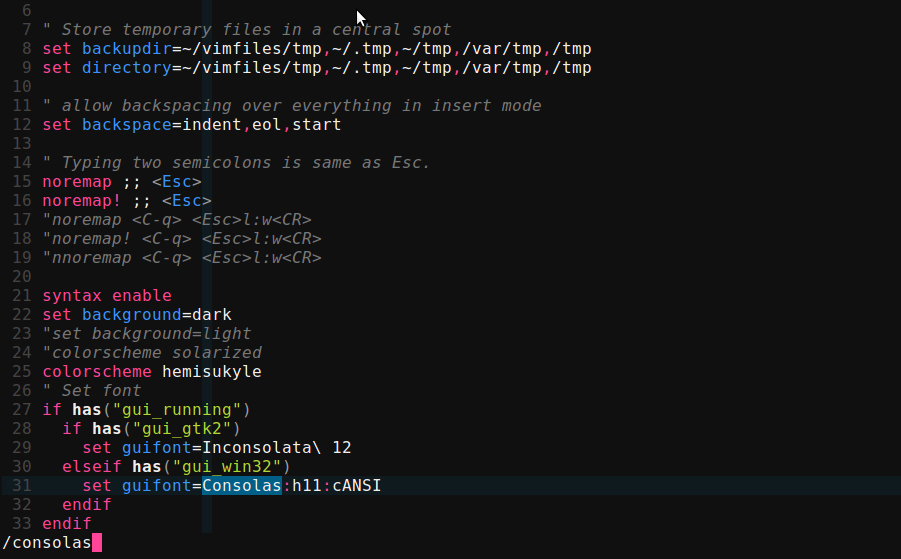 6
7 " Store temporary files in a central spot
8 set backupdir=~/vimfiles/tmp,~/.tmp,~/tmp,/var/tmp,/tmp
9 set directory=~/vimfiles/tmp,~/.tmp,~/tmp,/var/tmp,/tmp
10
11 " allow backspacing over everything in insert mode
12 set backspace=indent,eol,start
13
14 " Typing two semicolons is same as Esc.
15 noremap ;; <Esc>
16 noremap! ;; <Esc>
17 "noremap <C-q> <Esc>l:w<CR>
18 "noremap! <C-q> <Esc>l:w<CR>
19 "nnoremap <C-q> <Esc>l:w<CR>
20
21 syntax enable
22 set background=dark
23 "set background=light
24 "colorscheme solarized
25 colorscheme hemisukyle
26 " Set font
27 if has("gui_running")
28   if has("gui_gtk2")
29     set guifont=Inconsolata\ 12
30   elseif has("gui_win32")
31     set guifont=Consolas:h11:cANSI
32   endif
33 endif
/consolas